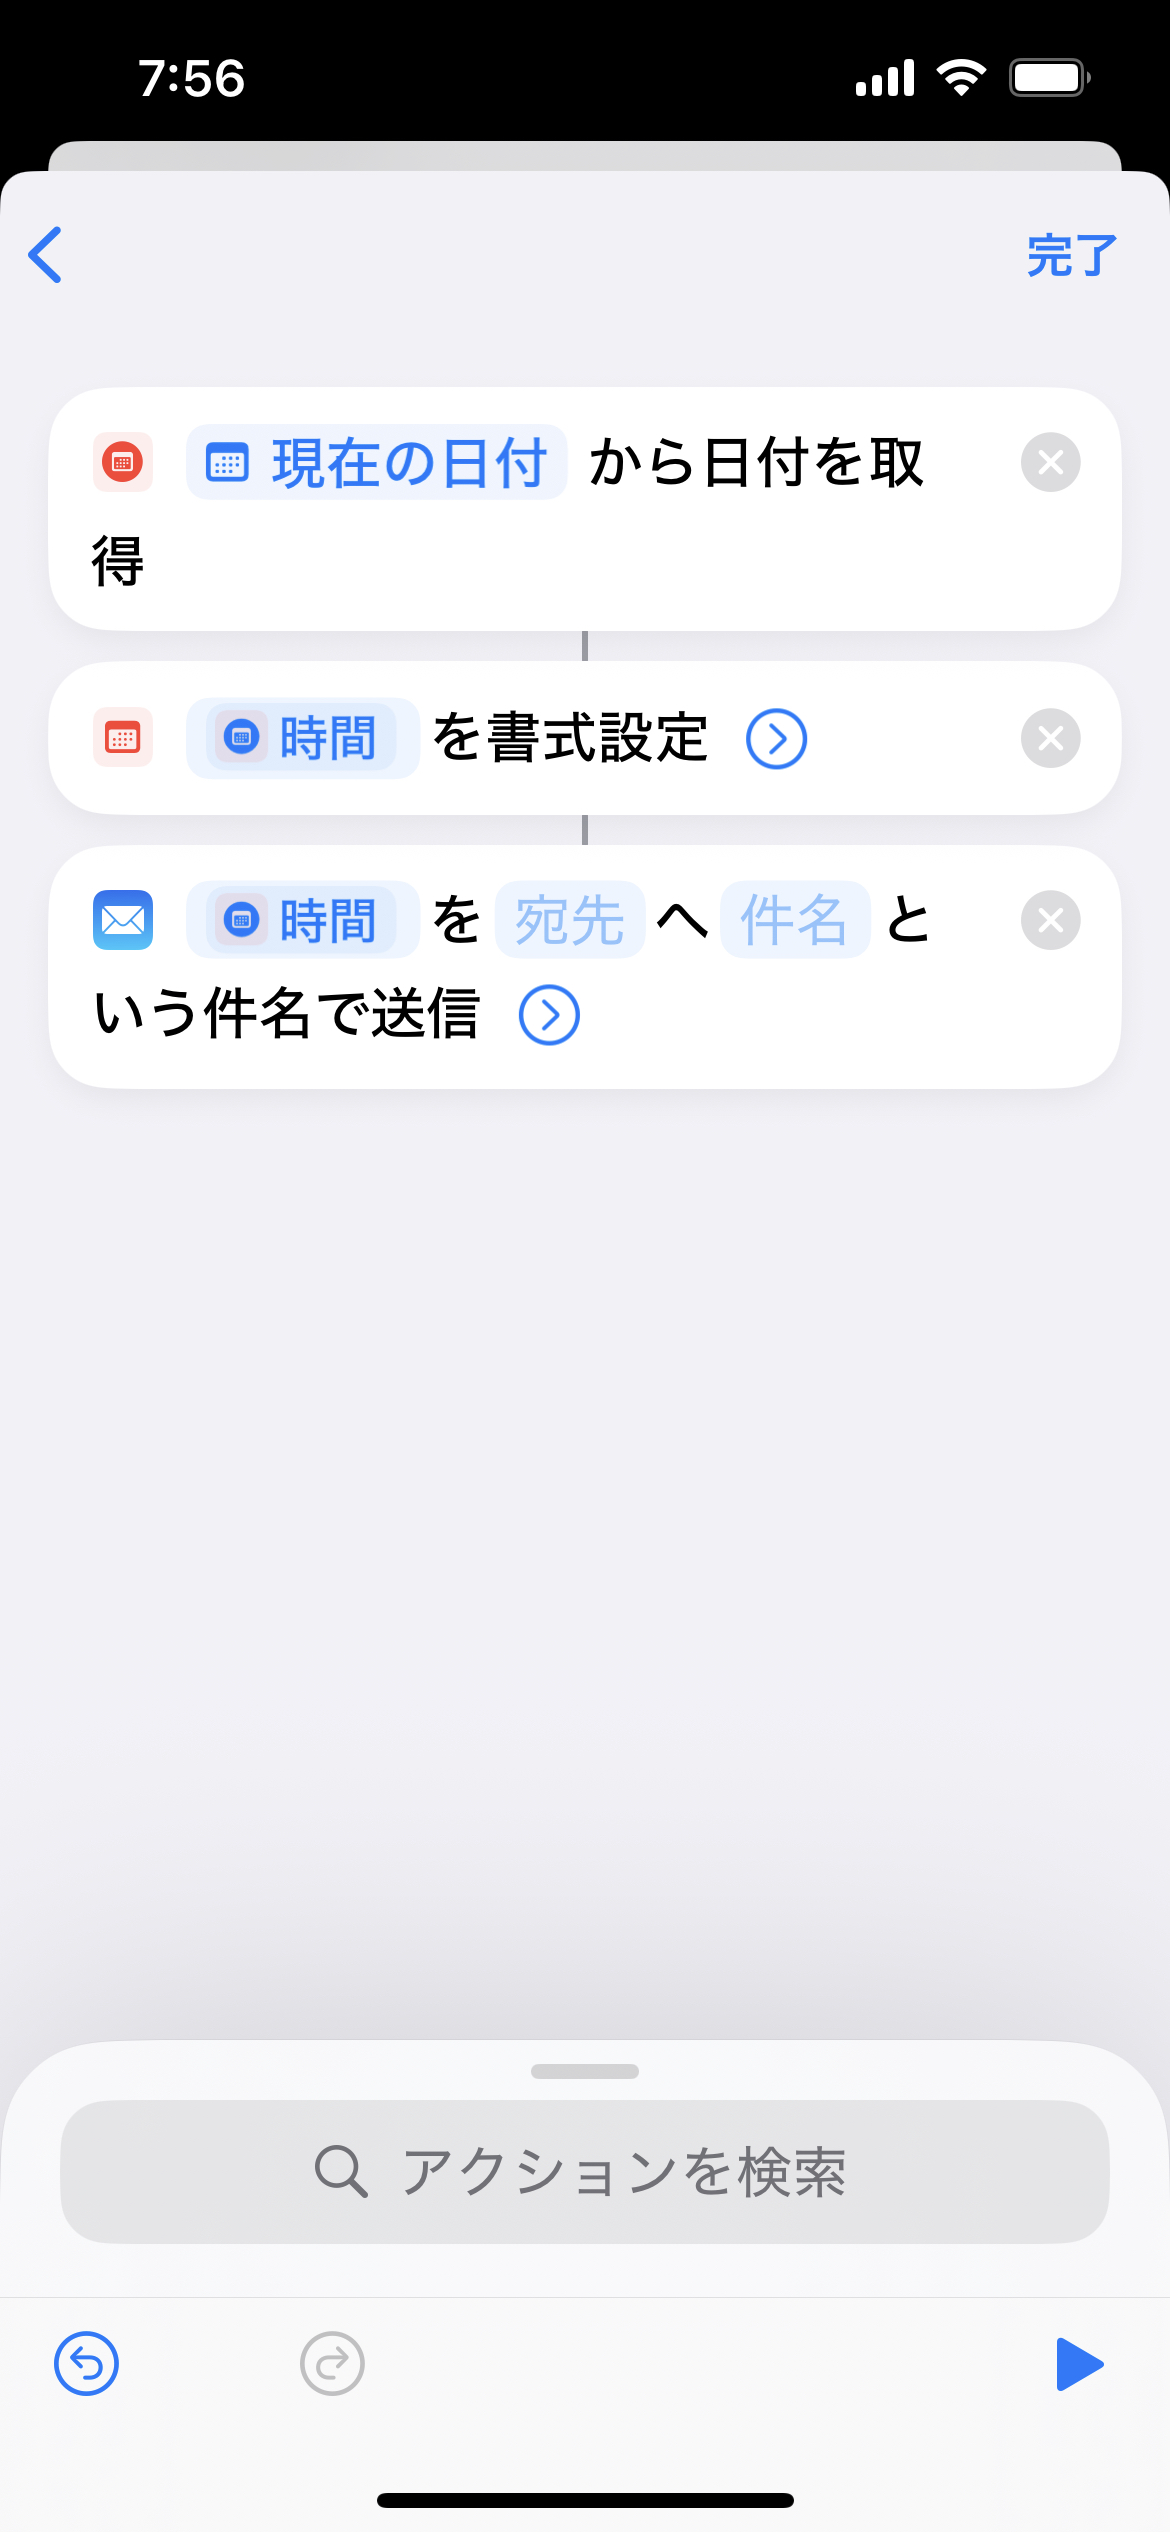 7:56
完了
現在の日付 から日付を取
得
時間 を書式設定
時間 を 宛先 へ 件名 と
いう件名で送信
アクションを検索